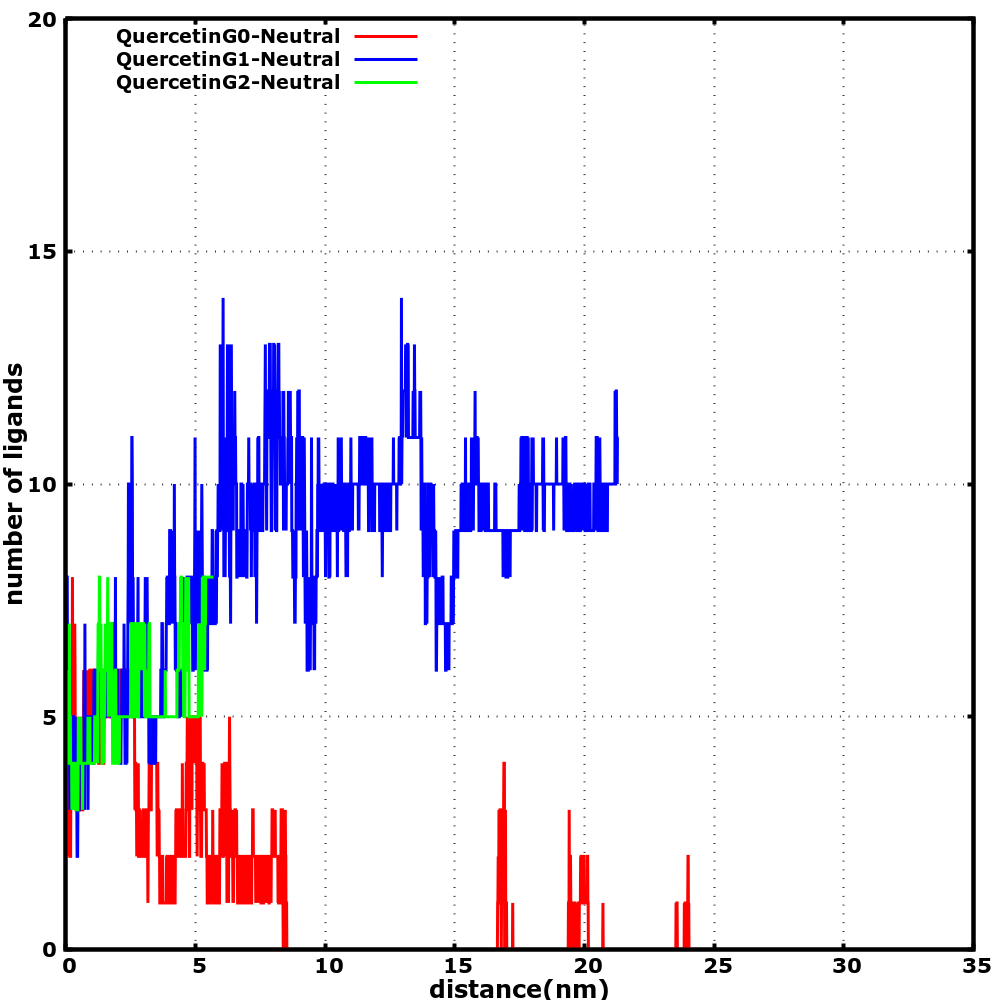 20
QuercetinG0-Neutral
QuercetinG1-Neutral
QuercetinG2-Neutral
15
number of ligands
10
5
0
0 5 10 15 20 25 30 35
distance(nm)